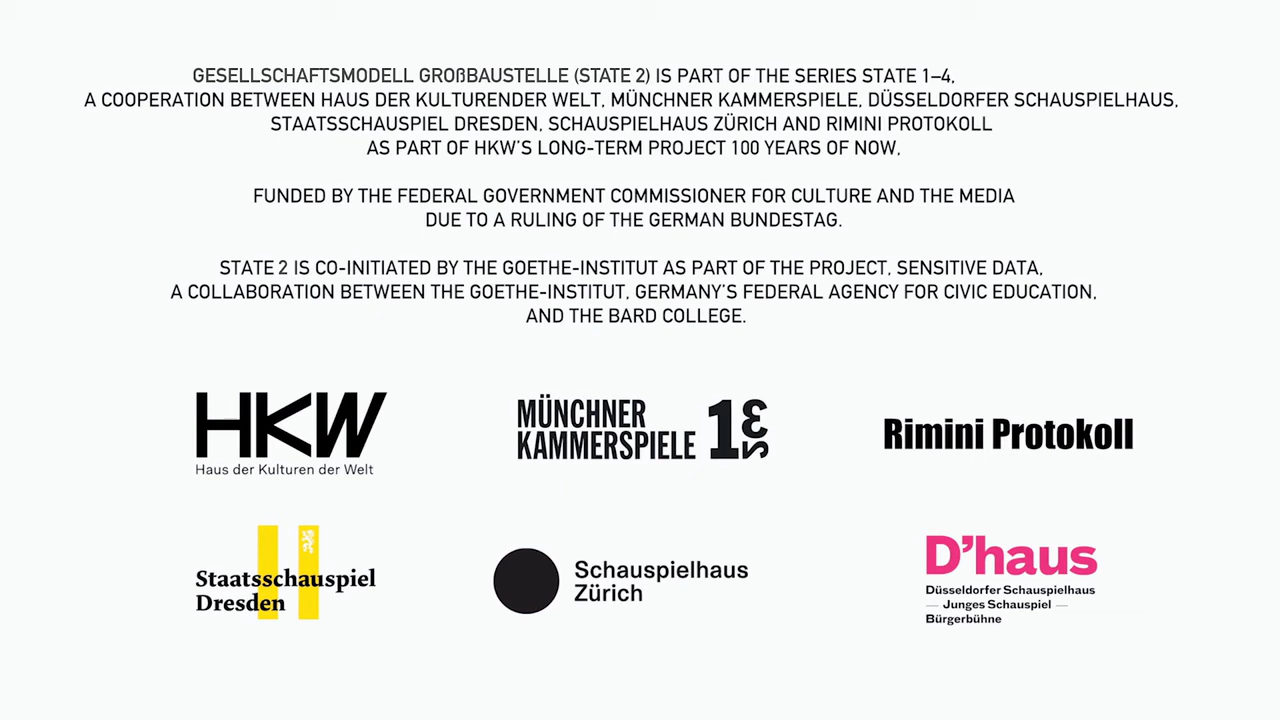 GESELLSCHAFTSMODELL GROßBAUSTELLE (STATE 2) IS PART OF THE SERIES STATE 1–4,
A COOPERATION BETWEEN HAUS DER KULTURENDER WELT, MÜNCHNER KAMMERSPIELE, DÜSSELDORFER SCHAUSPIELHAUS,
STAATSSCHAUSPIEL DRESDEN, SCHAUSPIELHAUS ZÜRICH AND RIMINI PROTOKOLL
AS PART OF HKW'S LONG-TERM PROJECT 100 YEARS OF NOW,
FUNDED BY THE FEDERAL GOVERNMENT COMMISSIONER FOR CULTURE AND THE MEDIA
DUE TO A RULING OF THE GERMAN BUNDESTAG.
STATE 2 IS CO-INITIATED BY THE GOETHE-INSTITUT AS PART OF THE PROJECT, SENSITIVE DATA,
A COLLABORATION BETWEEN THE GOETHE-INSTITUT, GERMANY'S FEDERAL AGENCY FOR CIVIC EDUCATION,
AND THE BARD COLLEGE.
HKW
Haus der Kulturen der Welt
MÜNCHNER
KAMMERSPIELE
Rimini Protokoll
Staatsschauspiel
Dresden
Schauspielhaus
Zürich
D'haus
Düsseldorfer Schauspielhaus
— Junges Schauspiel —
Bürgerbühne